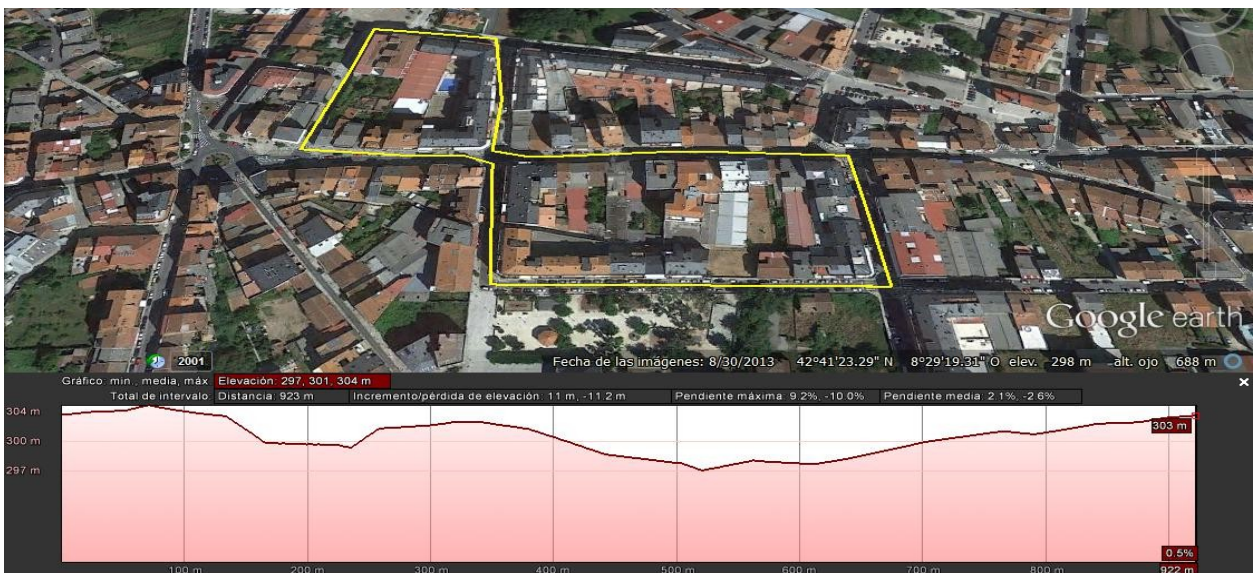 Google earth
2001
Fecha de las imágenes: 8/30/2013 42°41'23.29" N 8°29'19.31" O elev. 298 m alt. ojo 688 m
Gráfico: min., media, máx Elevación: 297, 301, 304 m
Total de intervalo Distancia: 923 m Incremento/pérdida de elevación: 11 m, -11.2 m Pendiente máxima: 9.2%, -10.0% Pendiente media: 2.1%, -2.6%
304 m
303 m
300 m
297 m
0.5%
100 m 200 m 300 m 400 m 500 m 600 m 700 m 800 m 922 m